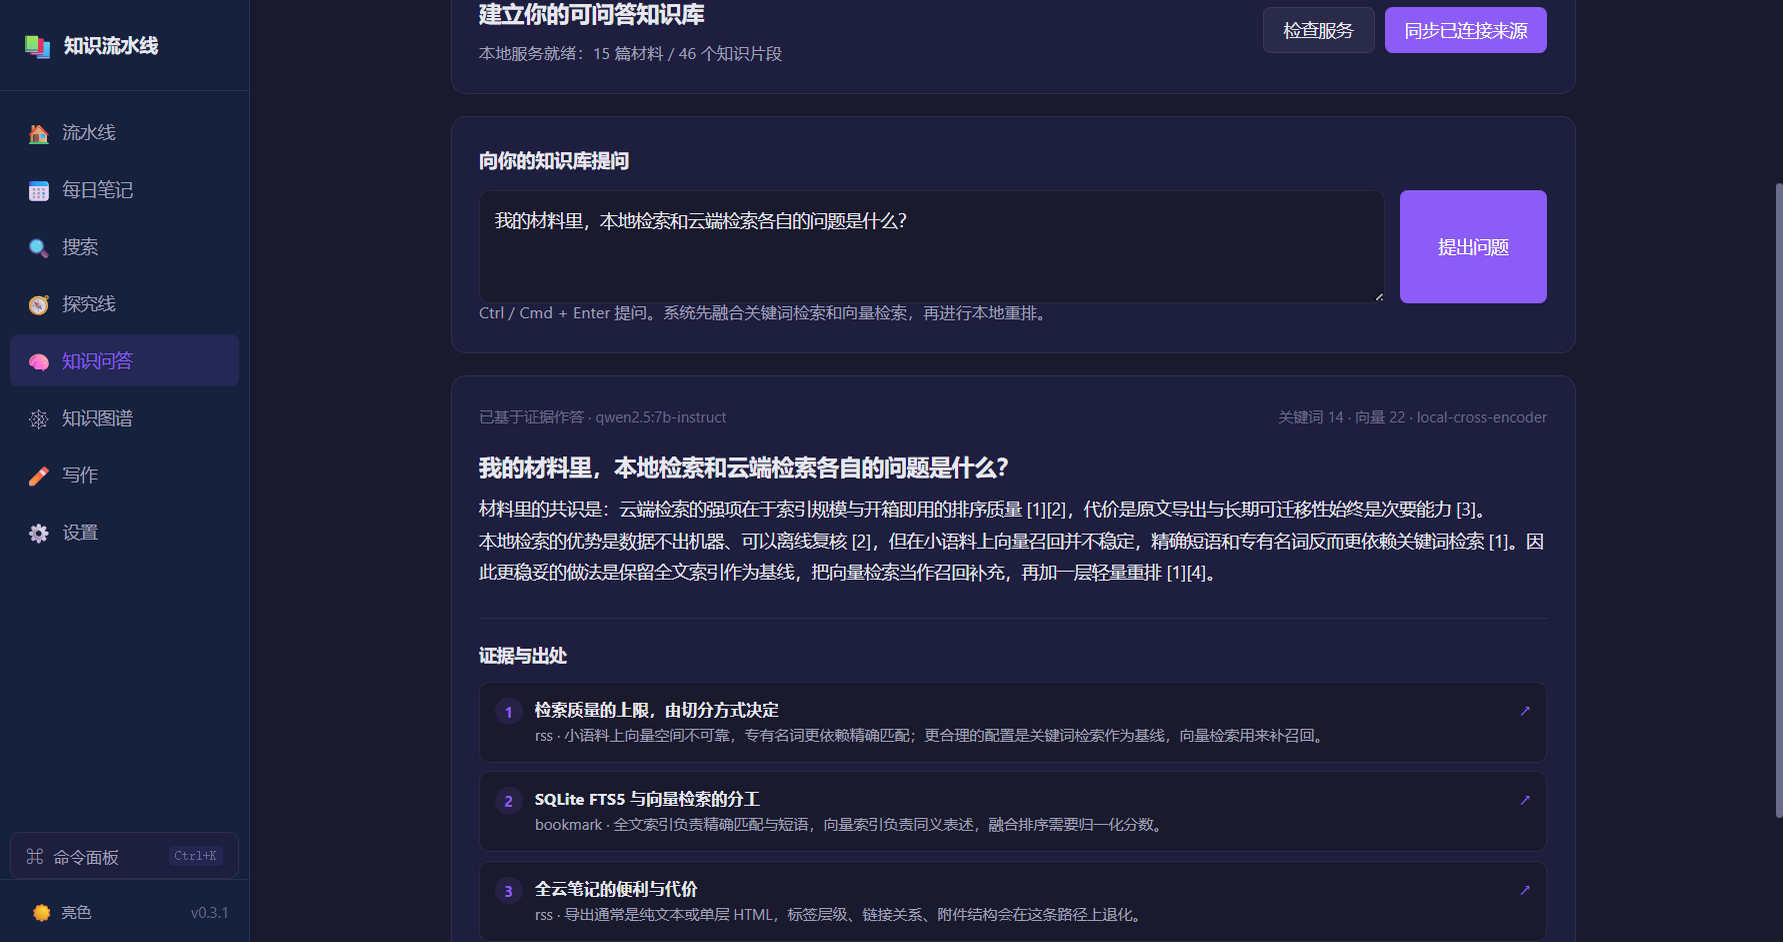 知识流水线
流水线
每日笔记
搜索
探究线
知识问答
知识图谱
写作
设置
命令面板 Ctrl+K
亮色 v0.3.1
建立你的可问答知识库
本地服务就绪：15 篇材料 / 46 个知识片段
检查服务
同步已连接来源
向你的知识库提问
我的材料里，本地检索和云端检索各自的问题是什么？
提出问题
Ctrl / Cmd + Enter 提问。系统先融合关键词检索和向量检索，再进行本地重排。
已基于证据作答 · qwen2.5:7b-instruct
关键词 14 · 向量 22 · local-cross-encoder
我的材料里，本地检索和云端检索各自的问题是什么？
材料里的共识是：云端检索的强项在于索引规模与开箱即用的排序质量 [1][2]，代价是原文导出与长期可迁移性始终是次要能力 [3]。
本地检索的优势是数据不出机器、可以离线复核 [2]，但在小语料上向量召回并不稳定，精确短语和专有名词反而更依赖关键词检索 [1]。因
此更稳妥的做法是保留全文索引作为基线，把向量检索当作召回补充，再加一层轻量重排 [1][4]。
证据与出处
1 检索质量的上限，由切分方式决定 ↗
rss · 小语料上向量空间不可靠，专有名词更依赖精确匹配；更合理的配置是关键词检索作为基线，向量检索用来补召回。
2 SQLite FTS5 与向量检索的分工 ↗
bookmark · 全文索引负责精确匹配与短语，向量索引负责同义表述，融合排序需要归一化分数。
3 全云笔记的便利与代价 ↗
rss · 导出通常是纯文本或单层 HTML，标签层级、链接关系、附件结构会在这条路径上退化。